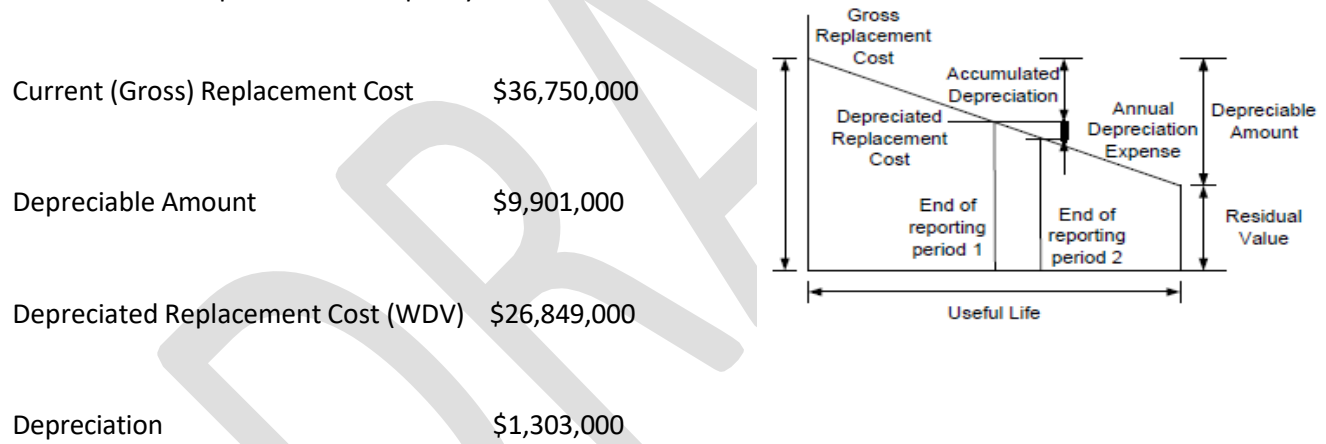 Current (Gross) Replacement Cost $36,750,000
Depreciable Amount $9,901,000
Depreciated Replacement Cost (WDV) $26,849,000
Depreciation $1,303,000
Gross
Replacement
Cost
Accumulated
Depreciation
Depreciated
Replacement
Cost
Annual
Depreciation
Expense
Depreciable
Amount
End of
reporting
period 1
End of
reporting
period 2
Residual
Value
Useful Life